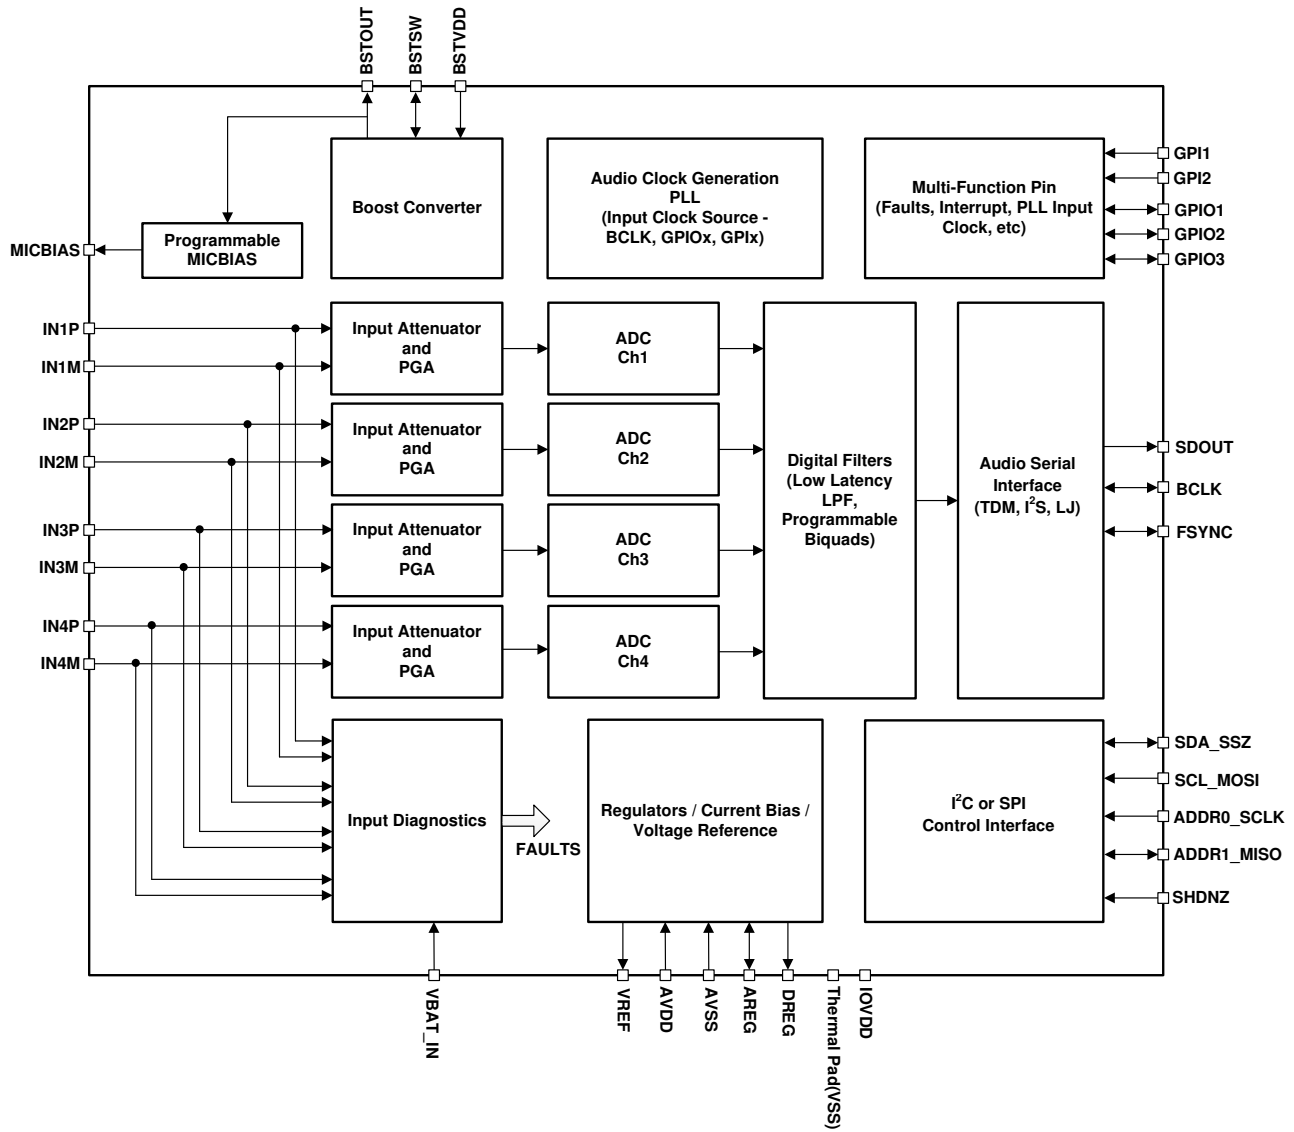 BSTOUT
BSTSW
BSTVDD
Boost Converter
Audio Clock Generation
PLL
(Input Clock Source -
BCLK, GPIOx, GPIx)
Multi-Function Pin
(Faults, Interrupt, PLL Input
Clock, etc)
GPI1
GPI2
GPIO1
GPIO2
GPIO3
MICBIAS
Programmable
MICBIAS
IN1P
IN1M
IN2P
IN2M
IN3P
IN3M
IN4P
IN4M
Input Attenuator
and
PGA
ADC
Ch1
Input Attenuator
and
PGA
ADC
Ch2
Input Attenuator
and
PGA
ADC
Ch3
Input Attenuator
and
PGA
ADC
Ch4
Digital Filters
(Low Latency
LPF,
Programmable
Biquads)
Audio Serial
Interface
(TDM, I²S, LJ)
SDOUT
BCLK
FSYNC
Input Diagnostics
FAULTS
Regulators / Current Bias /
Voltage Reference
I²C or SPI
Control Interface
SDA_SSZ
SCL_MOSI
ADDR0_SCLK
ADDR1_MISO
SHDNZ
VBAT_IN
VREF
AVDD
AVSS
AREG
DREG
Thermal Pad(VSS)
IOVDD